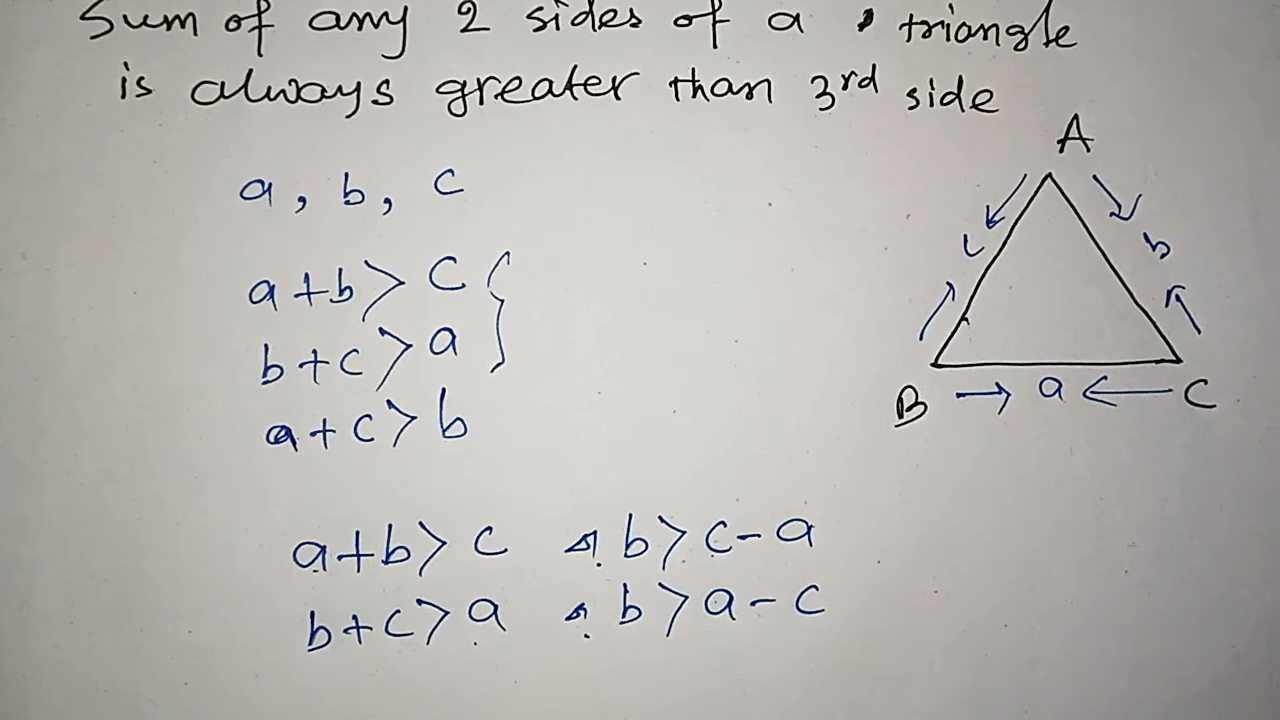 Sum of any 2 sides of a triangle
is always greater than 3rd side
A
a, b, c
c
b
a+b > c
b+c > a
B → a ← C
a+c > b
a+b > c b > c-a
b+c > a b > a-c